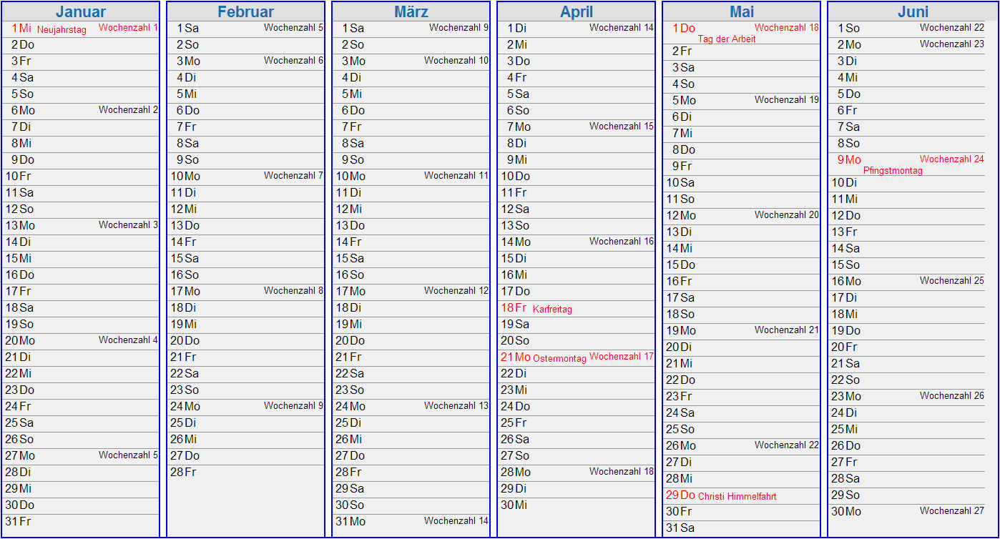 Januar
1 Mi Neujahrstag Wochenzahl 1
2 Do
3 Fr
4 Sa
5 So
6 Mo Wochenzahl 2
7 Di
8 Mi
9 Do
10 Fr
11 Sa
12 So
13 Mo Wochenzahl 3
14 Di
15 Mi
16 Do
17 Fr
18 Sa
19 So
20 Mo Wochenzahl 4
21 Di
22 Mi
23 Do
24 Fr
25 Sa
26 So
27 Mo Wochenzahl 5
28 Di
29 Mi
30 Do
31 Fr
Februar
1 Sa Wochenzahl 5
2 So
3 Mo Wochenzahl 6
4 Di
5 Mi
6 Do
7 Fr
8 Sa
9 So
10 Mo Wochenzahl 7
11 Di
12 Mi
13 Do
14 Fr
15 Sa
16 So
17 Mo Wochenzahl 8
18 Di
19 Mi
20 Do
21 Fr
22 Sa
23 So
24 Mo Wochenzahl 9
25 Di
26 Mi
27 Do
28 Fr
März
1 Sa Wochenzahl 9
2 So
3 Mo Wochenzahl 10
4 Di
5 Mi
6 Do
7 Fr
8 Sa
9 So
10 Mo Wochenzahl 11
11 Di
12 Mi
13 Do
14 Fr
15 Sa
16 So
17 Mo Wochenzahl 12
18 Di
19 Mi
20 Do
21 Fr
22 Sa
23 So
24 Mo Wochenzahl 13
25 Di
26 Mi
27 Do
28 Fr
29 Sa
30 So
31 Mo Wochenzahl 14
April
1 Di Wochenzahl 14
2 Mi
3 Do
4 Fr
5 Sa
6 So
7 Mo Wochenzahl 15
8 Di
9 Mi
10 Do
11 Fr
12 Sa
13 So
14 Mo Wochenzahl 16
15 Di
16 Mi
17 Do
18 Fr Karfreitag
19 Sa
20 So
21 Mo Ostermontag Wochenzahl 17
22 Di
23 Mi
24 Do
25 Fr
26 Sa
27 So
28 Mo Wochenzahl 18
29 Di
30 Mi
Mai
1 Do Wochenzahl 18
Tag der Arbeit
2 Fr
3 Sa
4 So
5 Mo Wochenzahl 19
6 Di
7 Mi
8 Do
9 Fr
10 Sa
11 So
12 Mo Wochenzahl 20
13 Di
14 Mi
15 Do
16 Fr
17 Sa
18 So
19 Mo Wochenzahl 21
20 Di
21 Mi
22 Do
23 Fr
24 Sa
25 So
26 Mo Wochenzahl 22
27 Di
28 Mi
29 Do Christi Himmelfahrt
30 Fr
31 Sa
Juni
1 So Wochenzahl 22
2 Mo Wochenzahl 23
3 Di
4 Mi
5 Do
6 Fr
7 Sa
8 So
9 Mo Wochenzahl 24
Pfingstmontag
10 Di
11 Mi
12 Do
13 Fr
14 Sa
15 So
16 Mo Wochenzahl 25
17 Di
18 Mi
19 Do
20 Fr
21 Sa
22 So
23 Mo Wochenzahl 26
24 Di
25 Mi
26 Do
27 Fr
28 Sa
29 So
30 Mo Wochenzahl 27